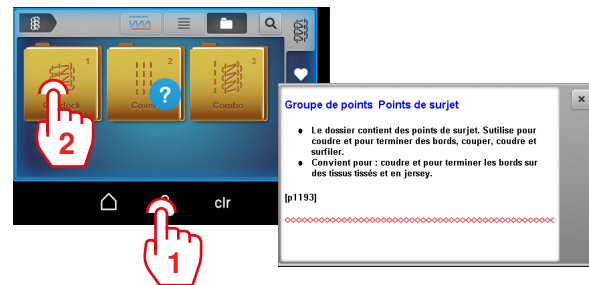 1
2
3
Cove
?
Combo
2
clr
1
Groupe de points Points de surjet
×
● Le dossier contient des points de surjet. Sutilise pour
coudre et pour terminer des bords, couper, coudre et
surfiler.
● Convient pour : coudre et pour terminer les bords sur
des tissus tissés et en jersey.
[p1193]